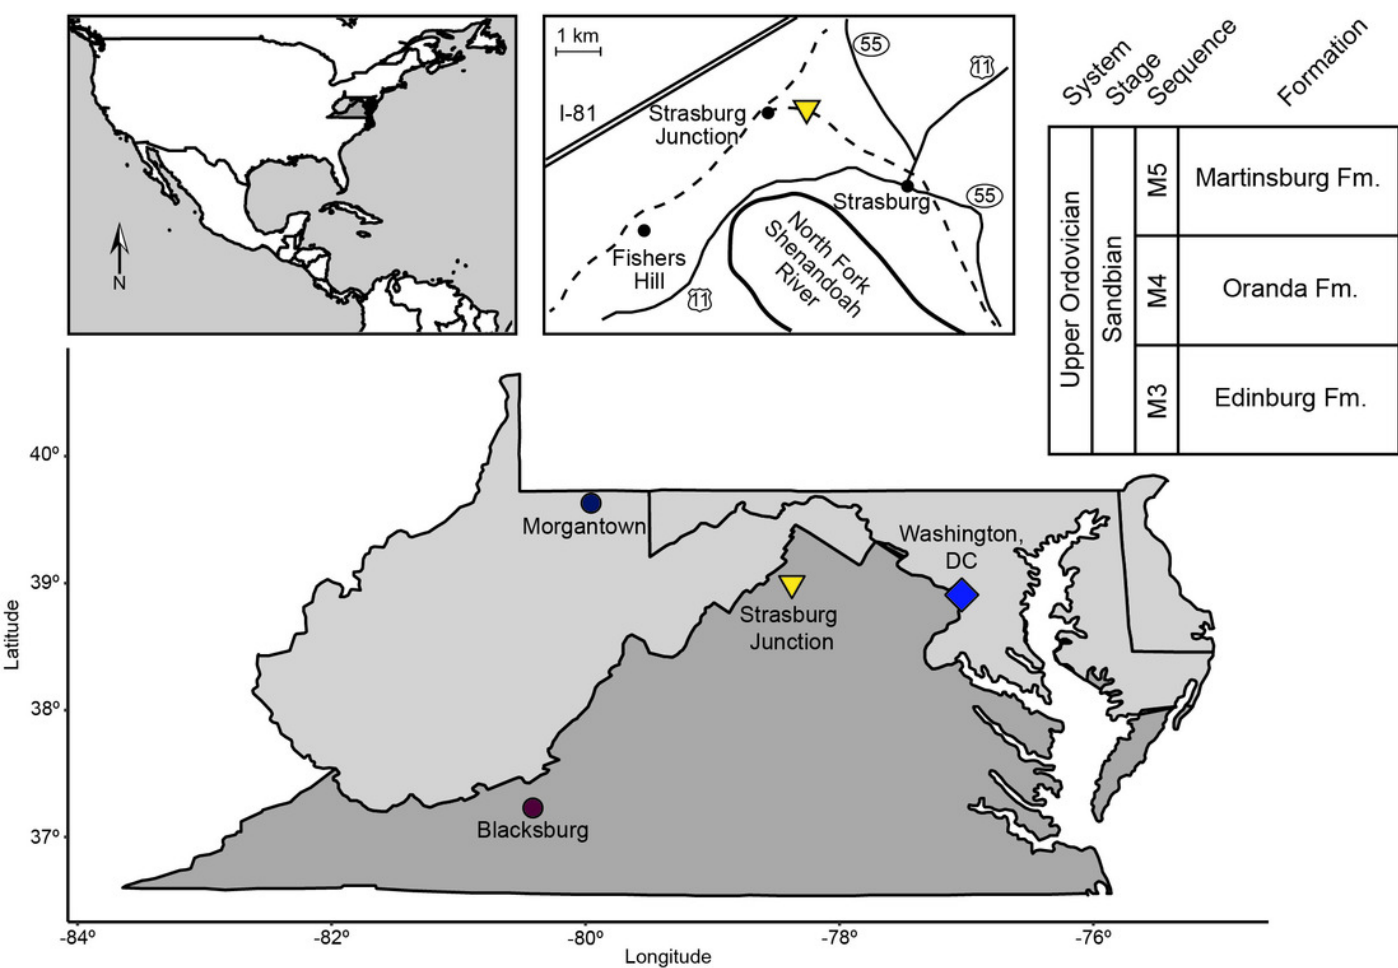 N
1 km
I-81
55
11
Strasburg
Junction
Strasburg
55
Fishers
Hill
11
North Fork
Shenandoah
River
System
Stage
Sequence
Formation
Upper Ordovician
Sandbian
M5
Martinsburg Fm.
M4
Oranda Fm.
M3
Edinburg Fm.
Latitude
40º
39º
38º
37º
Morgantown
Washington,
DC
Strasburg
Junction
Blacksburg
-84º
-82º
-80º
-78º
-76º
Longitude